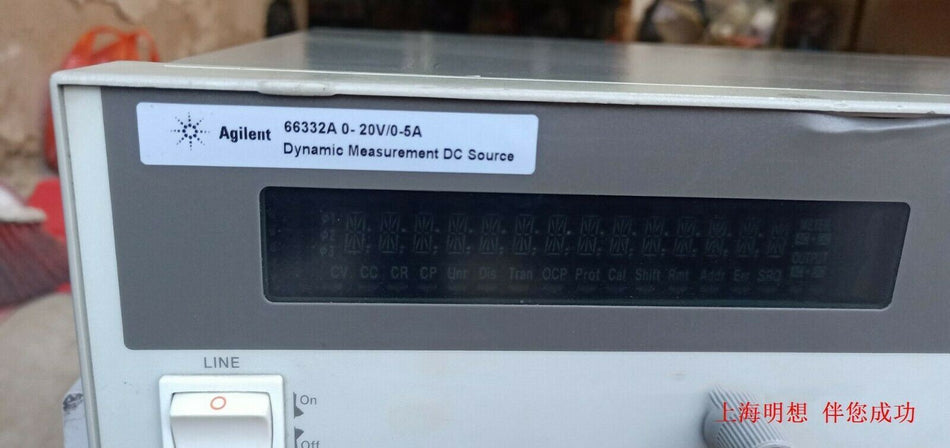 Agilent
66332A 0- 20V/0-5A
Dynamic Measurement DC Source
CV CC CR CP Unr Dis Tran OCP Prot Cal Shift Rmt Addr Err SRQ
OUTPUT
LINE
On
Off
上海明想 伴您成功